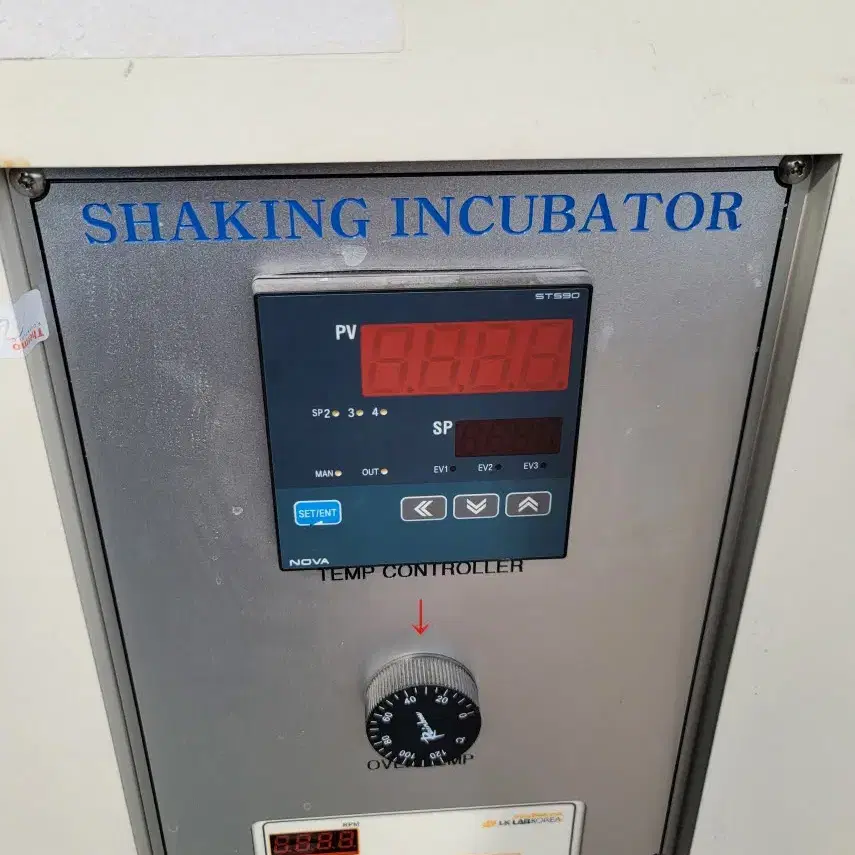 SHAKING INCUBATOR
ST590
PV
SP2 3 4
SP
MAN OUT EV1 EV2 EV3
SET/ENT
NOVA
TEMP CONTROLLER
40 20
60 0
80 °C
100 120
RPM
LK LABKOREA